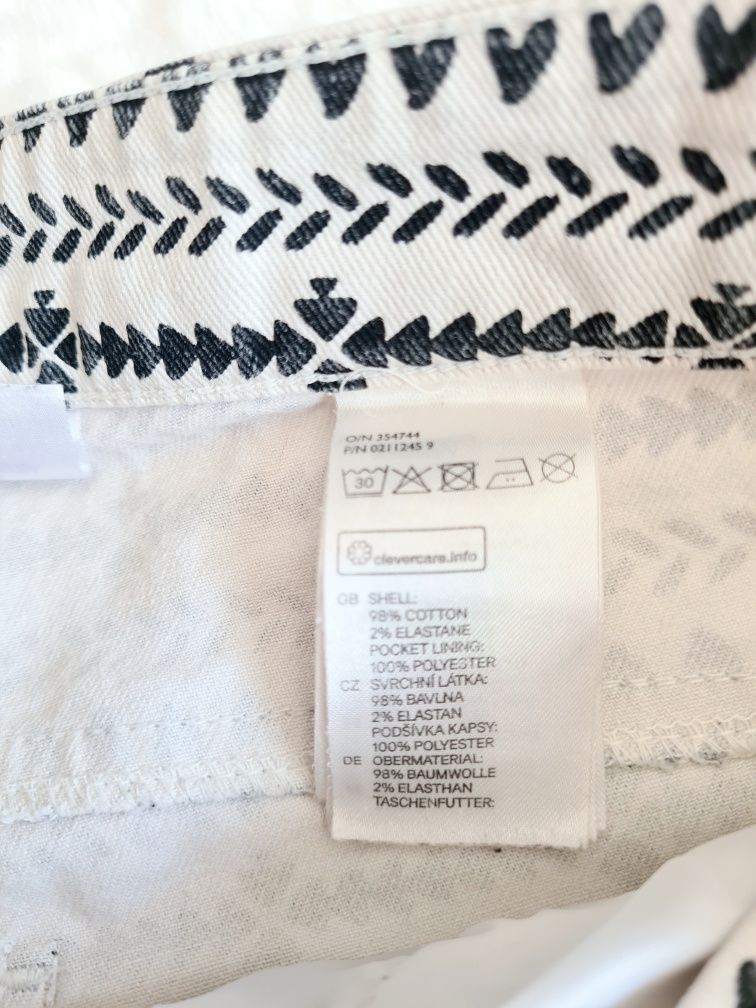 O/N 354744
P/N 0211245 9
30
clevercare.info
GB SHELL:
98% COTTON
2% ELASTANE
POCKET LINING:
100% POLYESTER
CZ SVRCHNÍ LÁTKA:
98% BAVLNA
2% ELASTAN
PODŠÍVKA KAPSY:
100% POLYESTER
DE OBERMATERIAL:
98% BAUMWOLLE
2% ELASTHAN
TASCHENFUTTER: